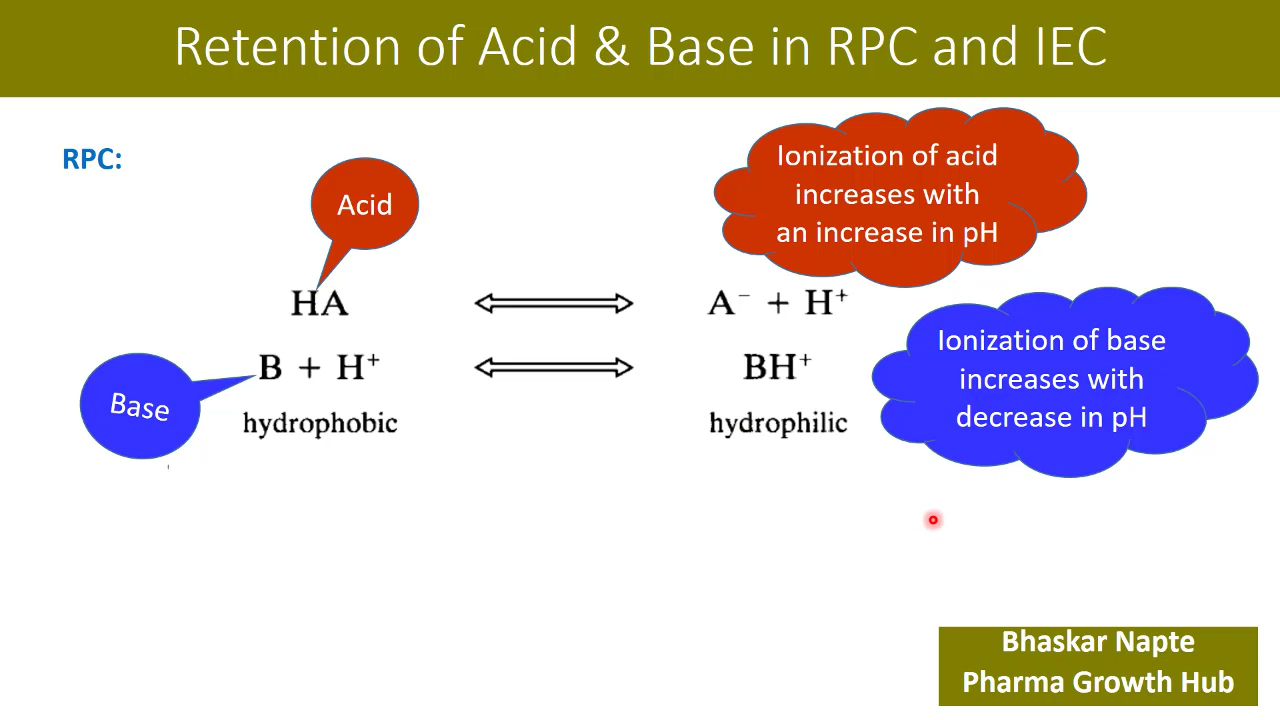 Retention of Acid & Base in RPC and IEC
RPC:
Acid
Ionization of acid
increases with
an increase in pH
HA ⟺ A⁻ + H⁺
Base
B + H⁺ ⟺ BH⁺
Ionization of base
increases with
decrease in pH
hydrophobic hydrophilic
Bhaskar Napte
Pharma Growth Hub